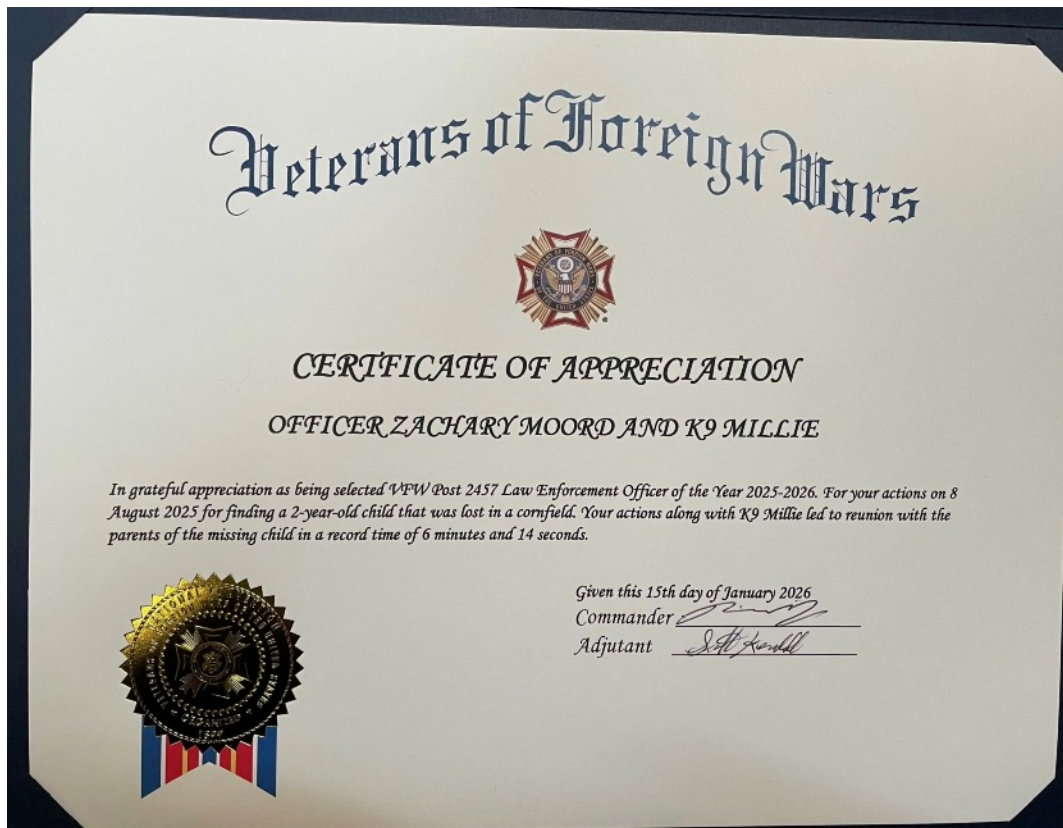 Veterans of Foreign Wars
CERTFICATE OF APPRECIATION
OFFICER ZACHARY MOORD AND K9 MILLIE
In grateful appreciation as being selected VFW Post 2457 Law Enforcement Officer of the Year 2025-2026. For your actions on 8
August 2025 for finding a 2-year-old child that was lost in a cornfield. Your actions along with K9 Millie led to reunion with the
parents of the missing child in a record time of 6 minutes and 14 seconds.
Given this 15th day of January 2026
Commander
Adjutant